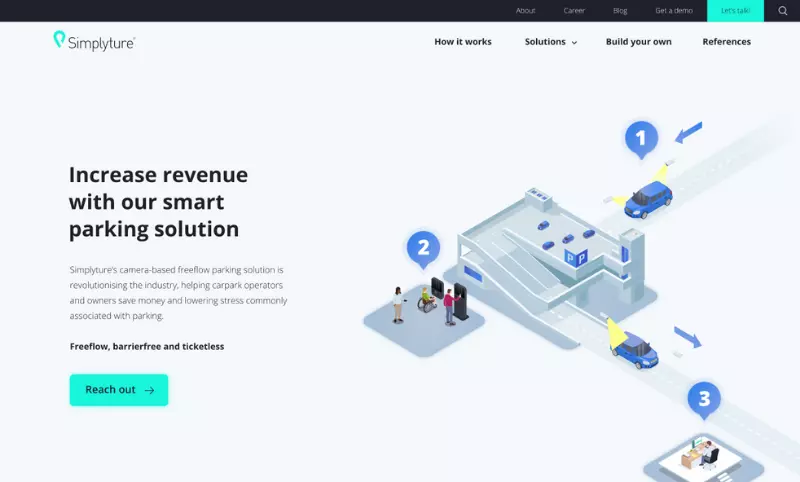 About Career Blog Get a demo Let's talk!
Simplyture
How it works Solutions Build your own References
Increase revenue
with our smart
parking solution
Simplyture's camera-based freeflow parking solution is
revolutionising the industry, helping carpark operators
and owners save money and lowering stress commonly
associated with parking.
Freeflow, barrierfree and ticketless
Reach out
1
2
P P
3